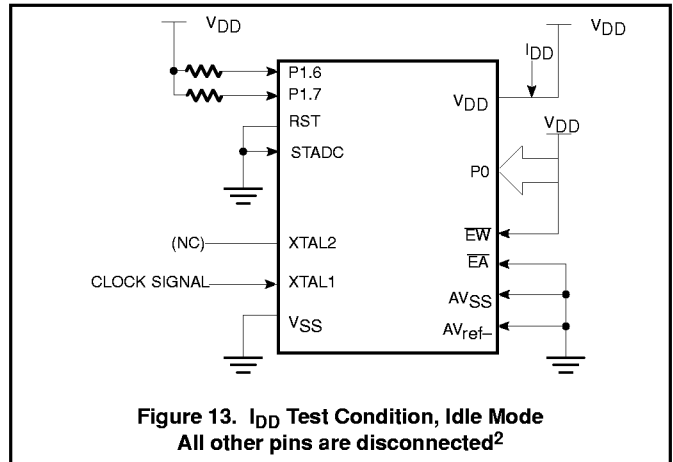 VDD
VDD
IDD
P1.6
P1.7
VDD
RST
VDD
STADC
P0
(NC)
XTAL2
EW
EA
CLOCK SIGNAL
XTAL1
AVSS
VSS
AVref–
Figure 13. IDD Test Condition, Idle Mode
All other pins are disconnected2